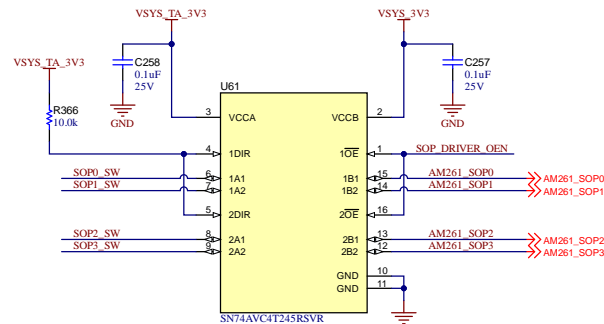 VSYS_TA_3V3
VSYS_3V3
VSYS_TA_3V3
C258
0.1uF
25V
GND
R366
10.0k
U61
C257
0.1uF
25V
GND
3 VCCA VCCB 2
4 1DIR 1OE 1 SOP_DRIVER_OEN
SOP0_SW 6 1A1 1B1 15 AM261_SOP0 AM261_SOP0
SOP1_SW 7 1A2 1B2 14 AM261_SOP1 AM261_SOP1
5 2DIR 2OE 16
SOP2_SW 8 2A1 2B1 13 AM261_SOP2 AM261_SOP2
SOP3_SW 9 2A2 2B2 12 AM261_SOP3 AM261_SOP3
GND 10
GND 11
SN74AVC4T245RSVR